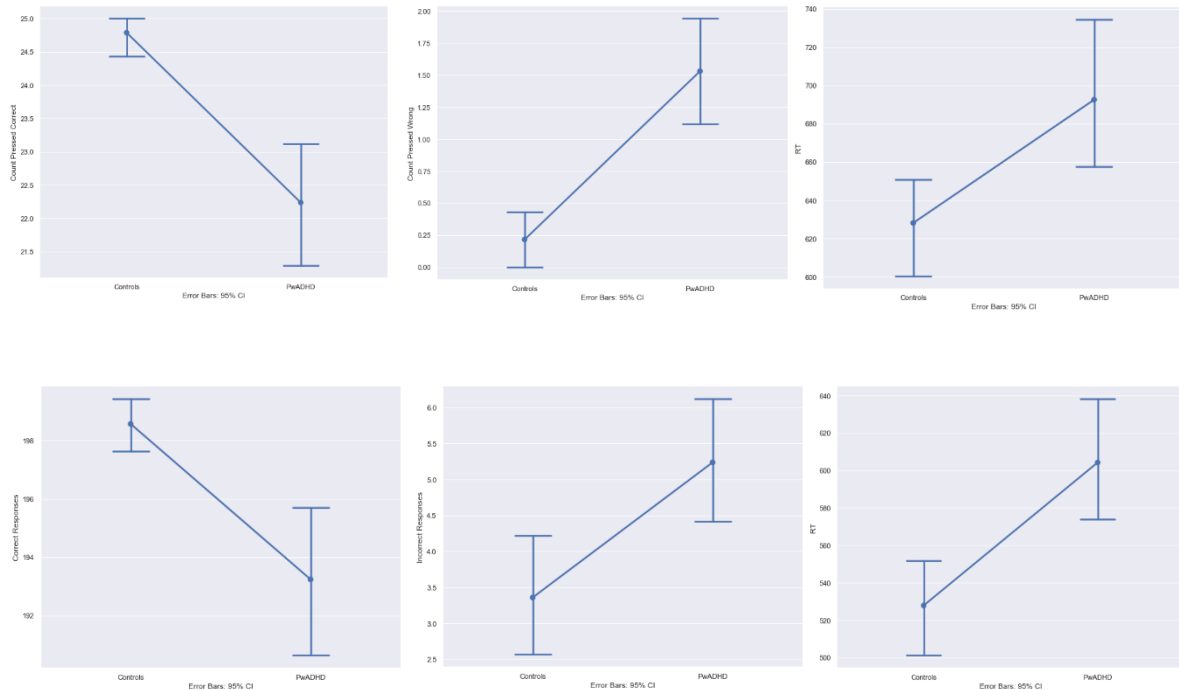 Count Pressed Correct
25.0
24.5
24.0
23.5
23.0
22.5
22.0
21.5
Controls
PwADHD
Error Bars: 95% CI
Count Pressed Wrong
2.00
1.75
1.50
1.25
1.00
0.75
0.50
0.25
0.00
Controls
PwADHD
Error Bars: 95% CI
RT
740
720
700
680
660
640
620
600
Controls
PwADHD
Error Bars: 95% CI
Correct Responses
198
196
194
192
Controls
PwADHD
Error Bars: 95% CI
Incorrect Responses
6.0
5.5
5.0
4.5
4.0
3.5
3.0
2.5
Controls
PwADHD
Error Bars: 95% CI
RT
640
620
600
580
560
540
520
500
Controls
PwADHD
Error Bars: 95% CI